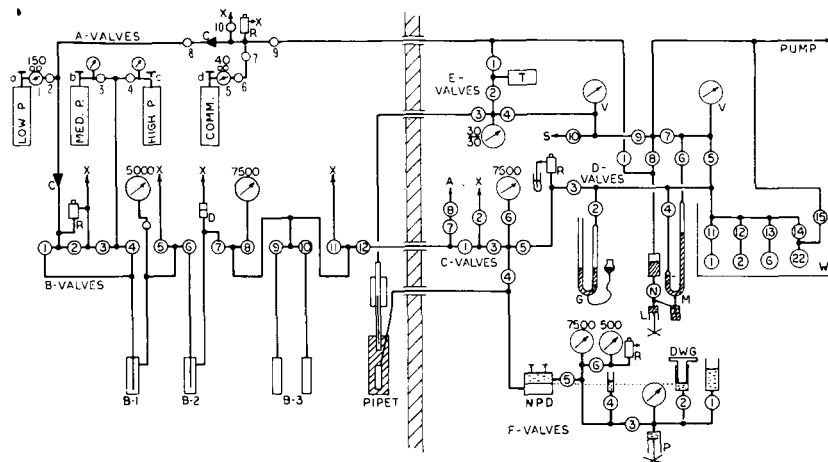 X
X
10
R
C
A-VALVES
8
7
9
150
40
a
1
2
b
3
4
c
d
5
6
LOW P.
MED. P.
HIGH P.
COMM.
1
T
E-
VALVES
2
3
4
30
30
V
V
PUMP
S
10
9
7
1
8
6
5
D-
VALVES
C
R
5000
X
X
X
D
7500
X
1
2
3
4
5
6
7
8
9
10
11
12
B-VALVES
B-1
B-2
B-3
PIPET
A
X
7500
R
8
7
2
6
1
3
5
C-VALVES
4
3
2
4
G
N
L
M
11
12
13
14
15
1
2
6
22
W
7500
500
R
6
5
NPD
4
3
DWG
2
1
P
F-VALVES